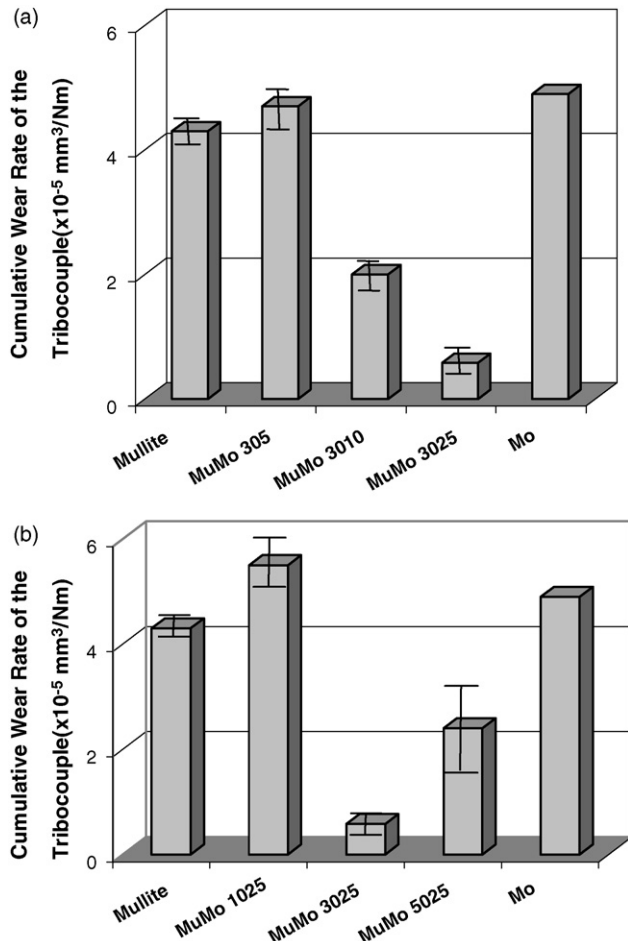 (a)
Cumulative Wear Rate of the
Tribocouple(x10⁻⁵ mm³/Nm)
6
4
2
0
Mullite
MuMo 305
MuMo 3010
MuMo 3025
Mo
(b)
Cumulative Wear Rate of the
Tribocouple(x10⁻⁵ mm³/Nm)
6
4
2
0
Mullite
MuMo 1025
MuMo 3025
MuMo 5025
Mo